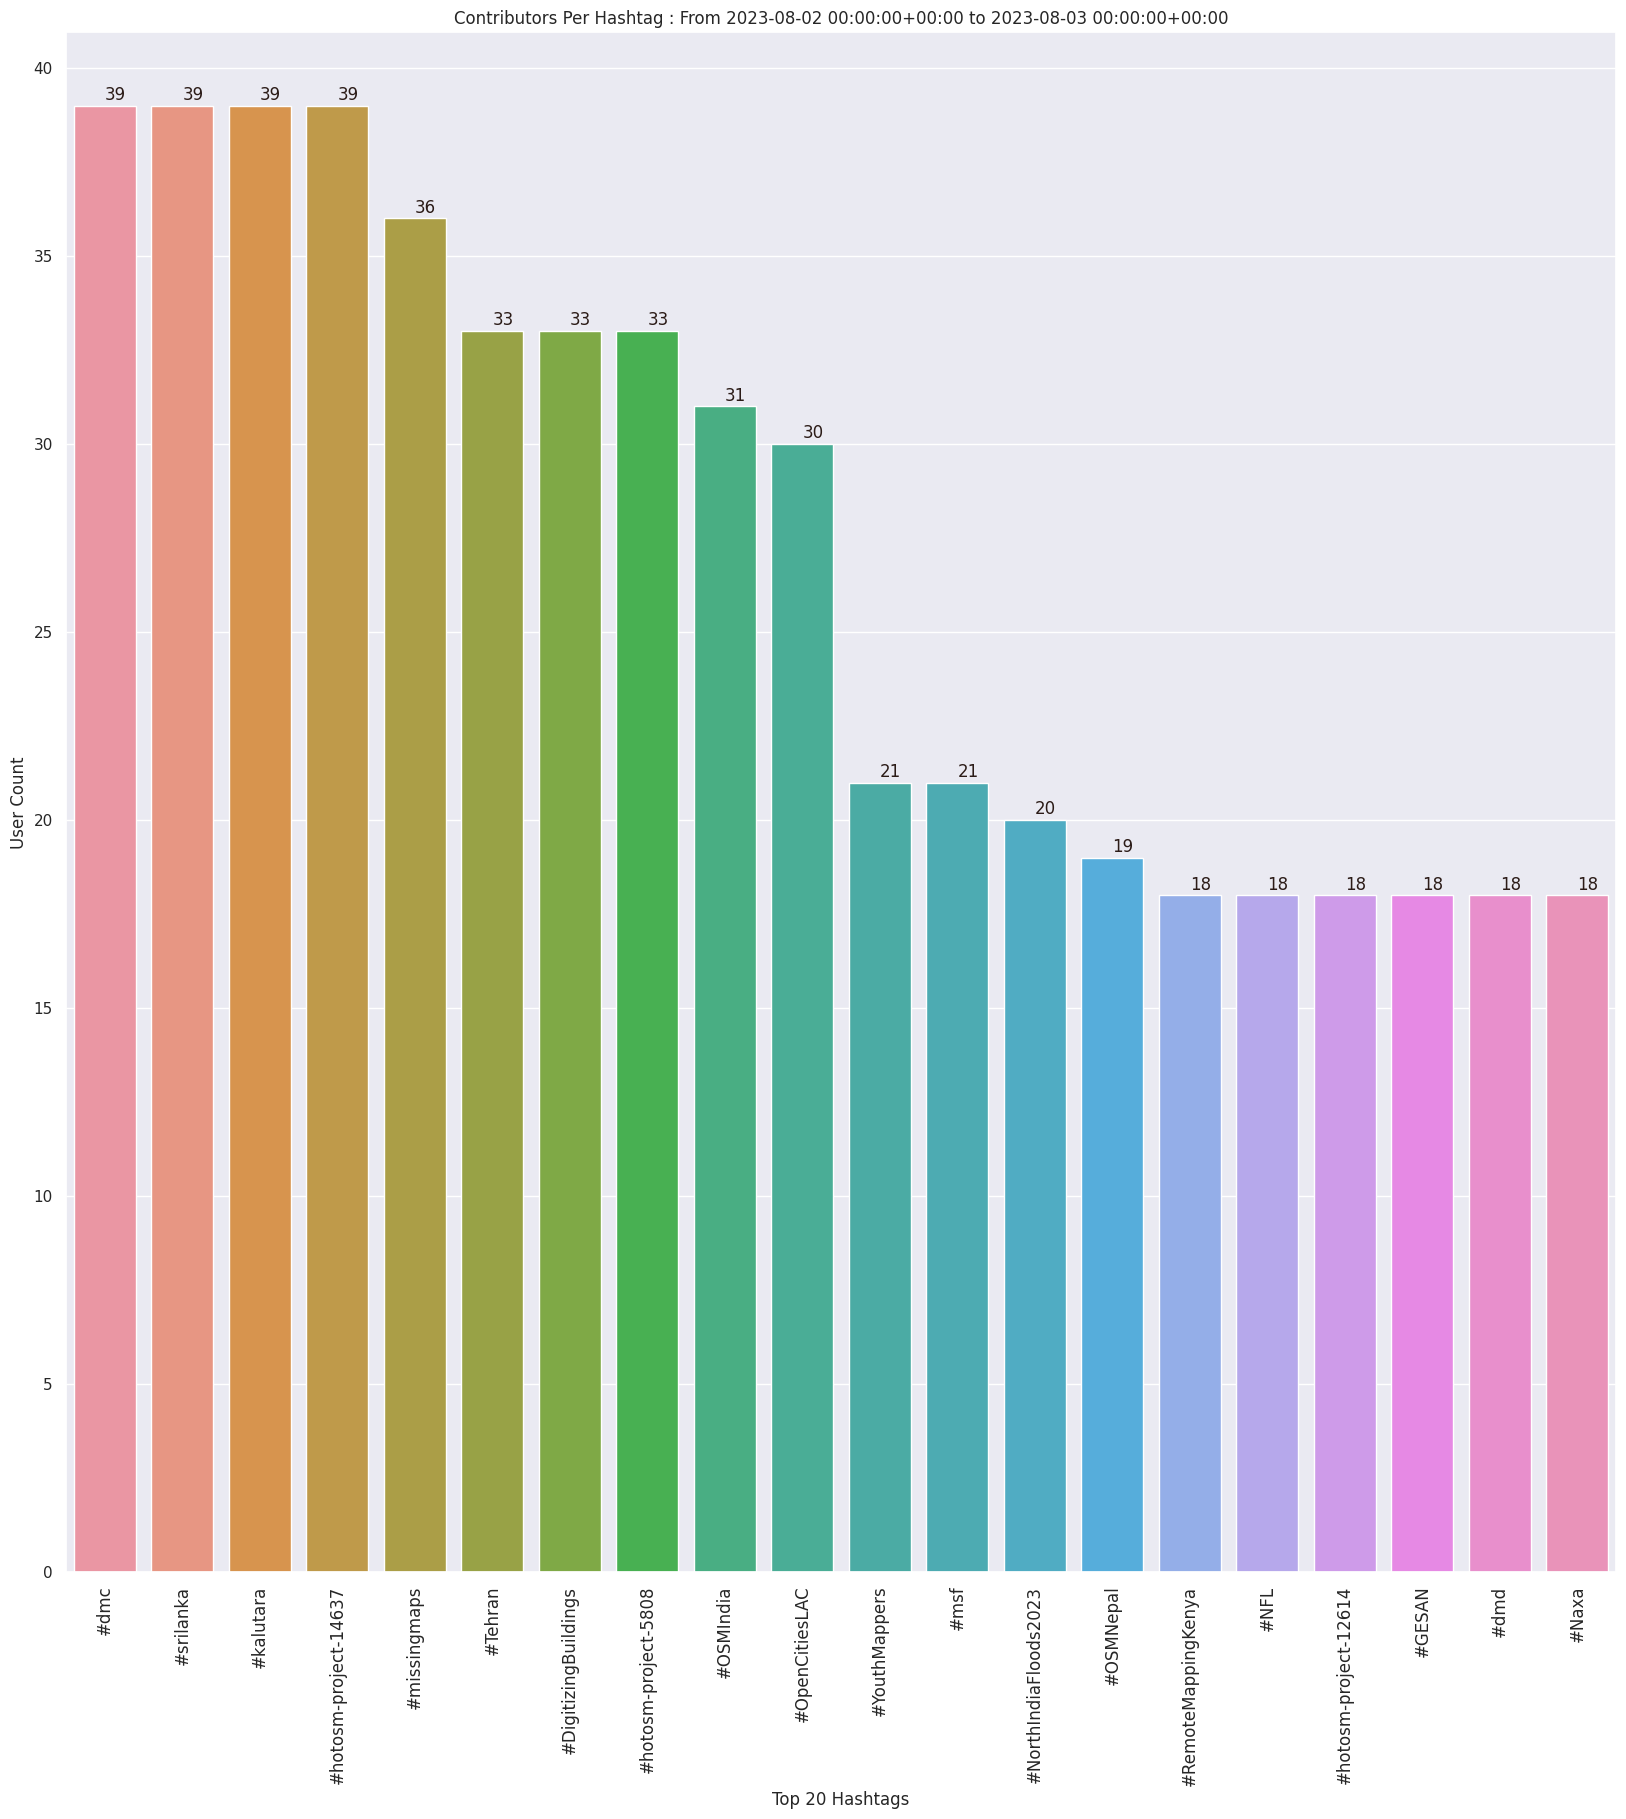 Contributors Per Hashtag : From 2023-08-02 00:00:00+00:00 to 2023-08-03 00:00:00+00:00
40
35
30
25
20
15
10
5
0
User Count
39
39
39
39
36
33
33
33
31
30
21
21
20
19
18
18
18
18
18
18
#dmc
#srilanka
#kalutara
#hotosm-project-14637
#missingmaps
#Tehran
#DigitizingBuildings
#hotosm-project-5808
#OSMIndia
#OpenCitiesLAC
#YouthMappers
#msf
#NorthIndiaFloods2023
#OSMNepal
#RemoteMappingKenya
#NFL
#hotosm-project-12614
#GESAN
#dmd
#Naxa
Top 20 Hashtags